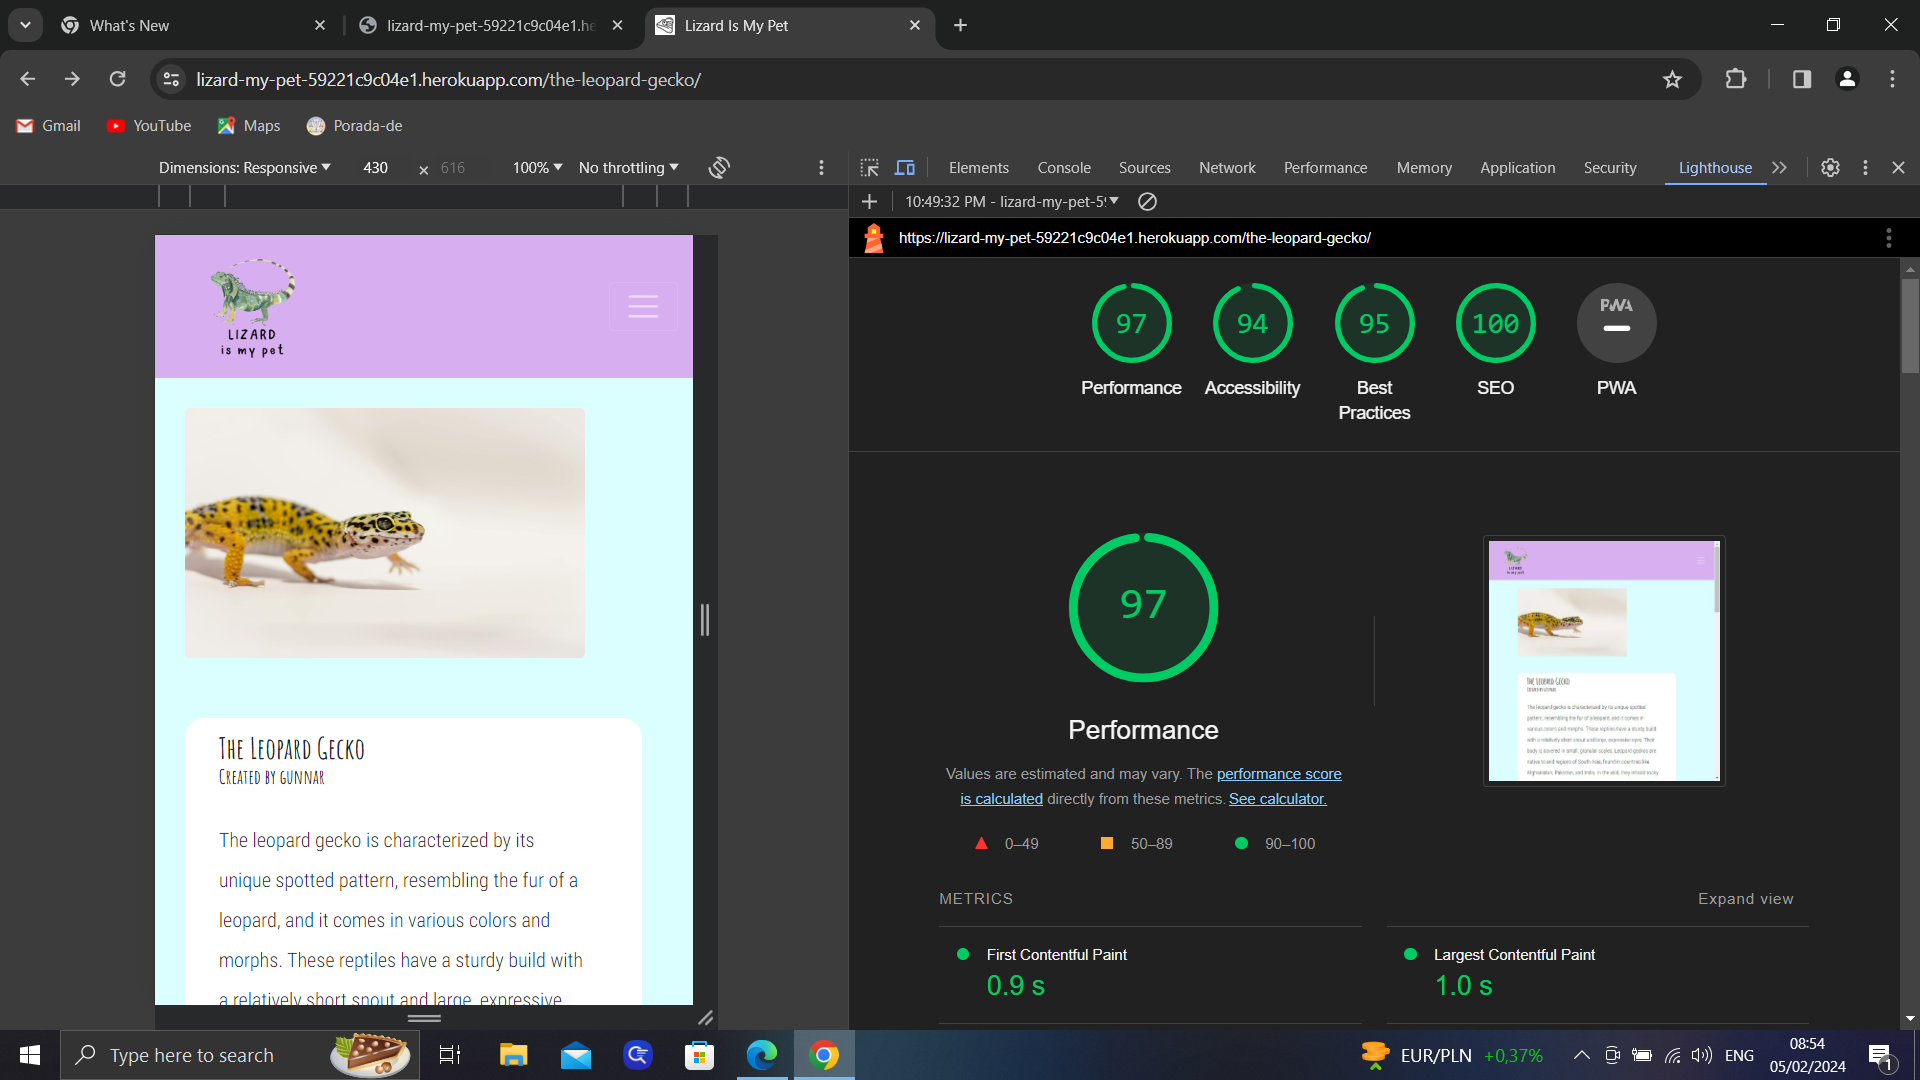 What's New
lizard-my-pet-59221c9c04e1.he
Lizard Is My Pet
lizard-my-pet-59221c9c04e1.herokuapp.com/the-leopard-gecko/
Gmail
YouTube
Maps
Porada-de
Dimensions: Responsive
430
×
616
100%
No throttling
Elements
Console
Sources
Network
Performance
Memory
Application
Security
Lighthouse
10:49:32 PM - lizard-my-pet-5
https://lizard-my-pet-59221c9c04e1.herokuapp.com/the-leopard-gecko/
LIZARD
is my pet
97
94
95
100
PWA
Performance
Accessibility
Best
Practices
SEO
PWA
97
Performance
Values are estimated and may vary. The performance score
is calculated directly from these metrics. See calculator.
0–49
50–89
90–100
METRICS
Expand view
First Contentful Paint
0.9 s
Largest Contentful Paint
1.0 s
The Leopard Gecko
Created by gunnar
The leopard gecko is characterized by its
unique spotted pattern, resembling the fur of a
leopard, and it comes in various colors and
morphs. These reptiles have a sturdy build with
a relatively short snout and large, expressive
Type here to search
EUR/PLN +0,37%
ENG
08:54
05/02/2024
1